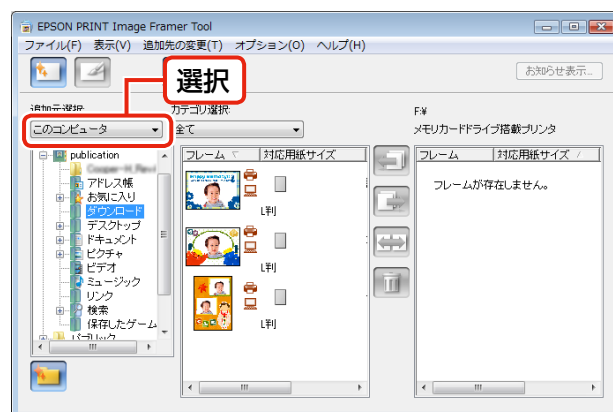 EPSON PRINT Image Framer Tool
ファイル(F) 表示(V) 追加先の変更(T) オプション(O) ヘルプ(H)
選択
お知らせ表示...
追加元選択:
カテゴリ選択:
F:¥
このコンピュータ
全て
メモリカードドライブ搭載プリンタ
publication
アドレス帳
お気に入り
ダウンロード
デスクトップ
ドキュメント
ピクチャ
ビデオ
ミュージック
リンク
検索
保存したゲーム
パブリック
フレーム 対応用紙サイズ
L判
L判
L判
フレーム 対応用紙サイズ
フレームが存在しません。